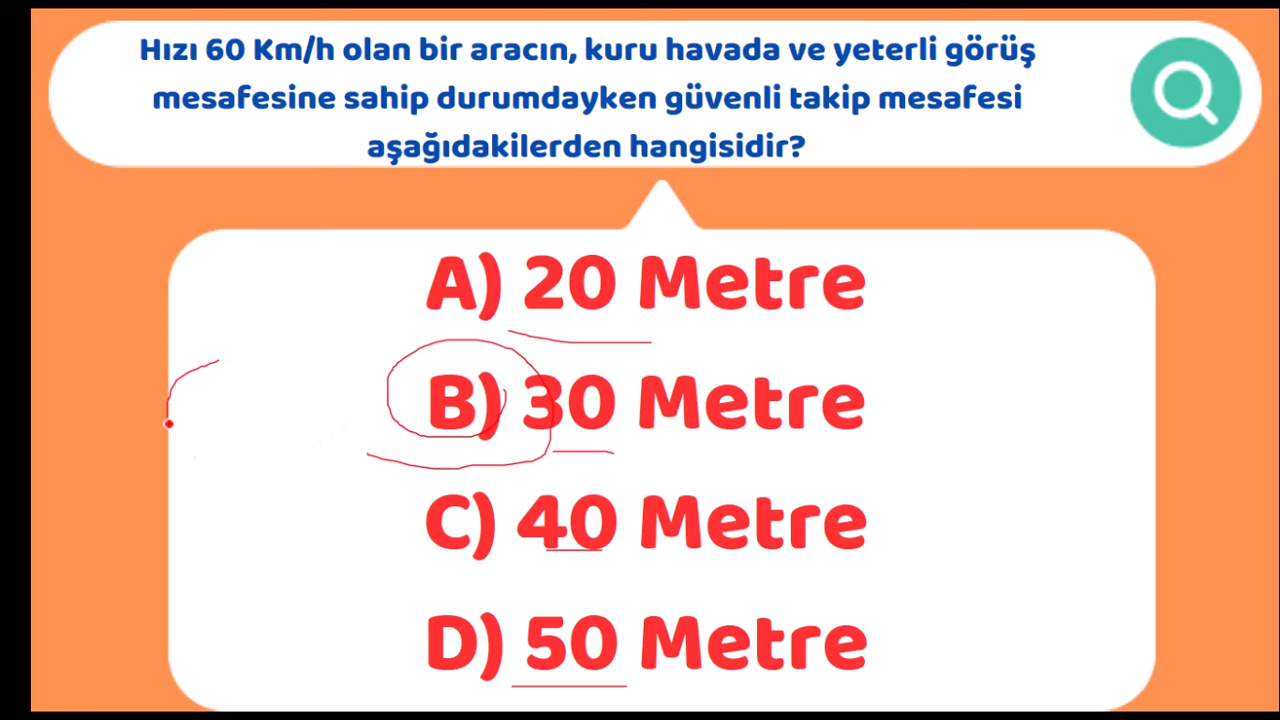 Hızı 60 Km/h olan bir aracın, kuru havada ve yeterli görüş
mesafesine sahip durumdayken güvenli takip mesafesi
aşağıdakilerden hangisidir?
A) 20 Metre
B) 30 Metre
C) 40 Metre
D) 50 Metre